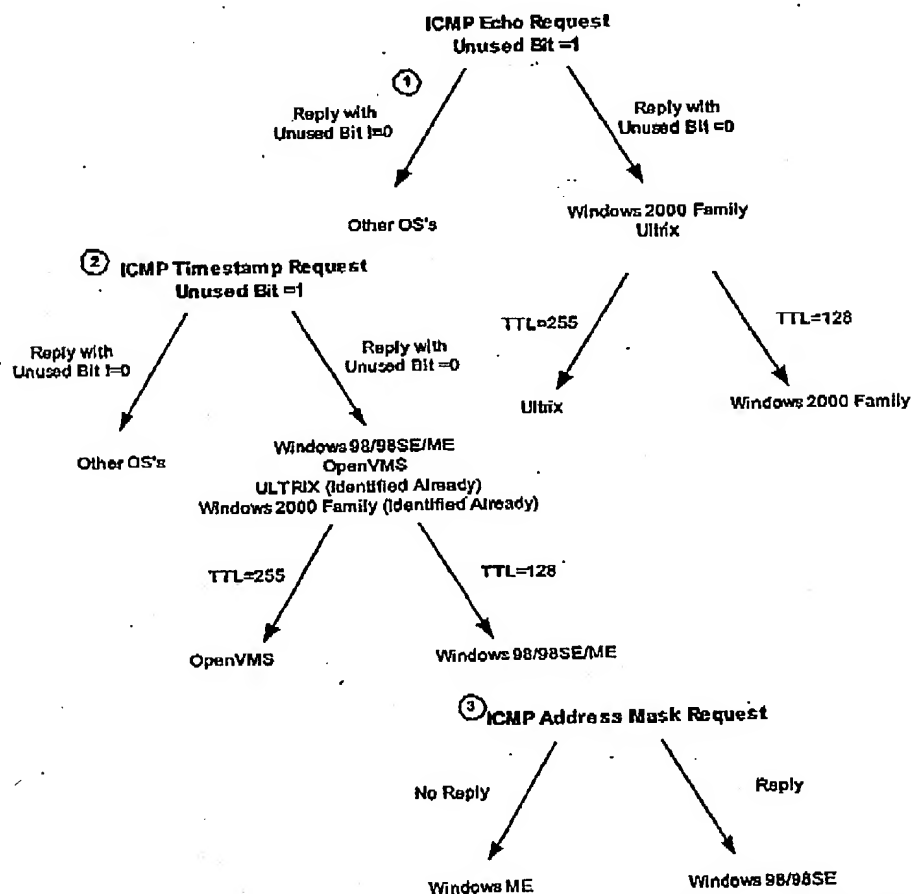 ICMP Echo Request
Unused Bit =1
1
Reply with
Unused Bit !=0
Reply with
Unused Bit =0
Other OS's
Windows 2000 Family
Ultrix
2 ICMP Timestamp Request
Unused Bit =1
TTL=255
TTL=128
Reply with
Unused Bit !=0
Reply with
Unused Bit =0
Ultrix
Windows 2000 Family
Other OS's
Windows 98/98SE/ME
OpenVMS
ULTRIX (Identified Already)
Windows 2000 Family (Identified Already)
TTL=255
TTL=128
OpenVMS
Windows 98/98SE/ME
3 ICMP Address Mask Request
No Reply
Reply
Windows ME
Windows 98/98SE